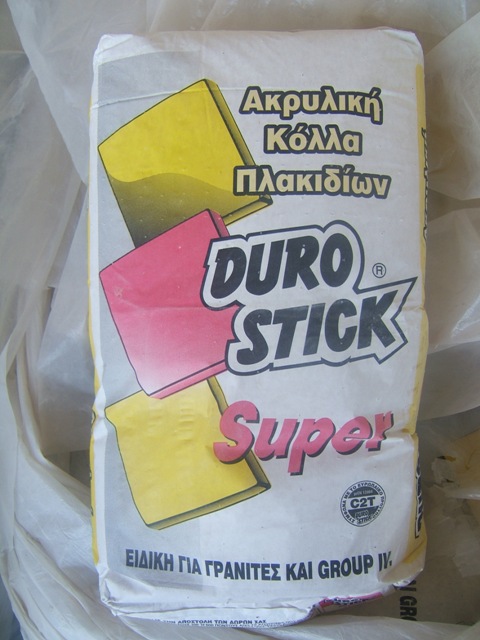 Ακρυλική
Κόλλα
Πλακιδίων
DURO
STICK ®
Super
C2T
ΕΙΔΙΚΗ ΓΙΑ ΓΡΑΝΙΤΕΣ ΚΑΙ GROUP IV.